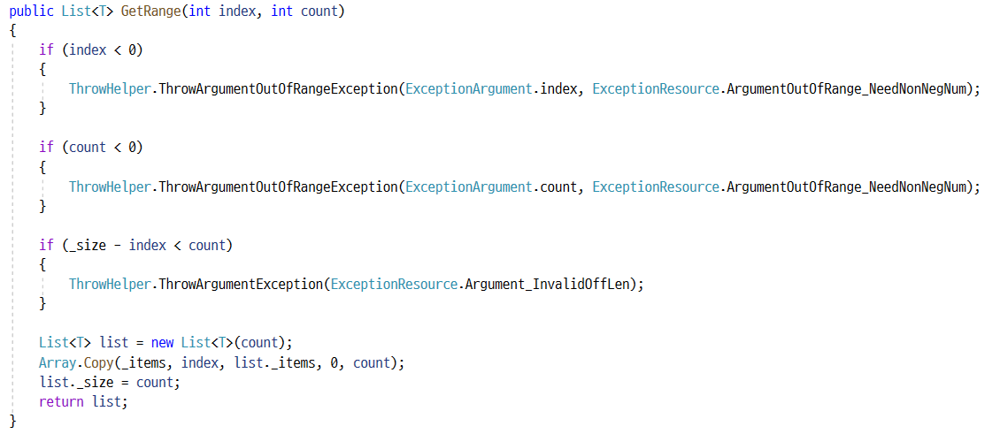 public List<T> GetRange(int index, int count)
{
    if (index < 0)
    {
        ThrowHelper.ThrowArgumentOutOfRangeException(ExceptionArgument.index, ExceptionResource.ArgumentOutOfRange_NeedNonNegNum);
    }

    if (count < 0)
    {
        ThrowHelper.ThrowArgumentOutOfRangeException(ExceptionArgument.count, ExceptionResource.ArgumentOutOfRange_NeedNonNegNum);
    }

    if (_size - index < count)
    {
        ThrowHelper.ThrowArgumentException(ExceptionResource.Argument_InvalidOffLen);
    }

    List<T> list = new List<T>(count);
    Array.Copy(_items, index, list._items, 0, count);
    list._size = count;
    return list;
}